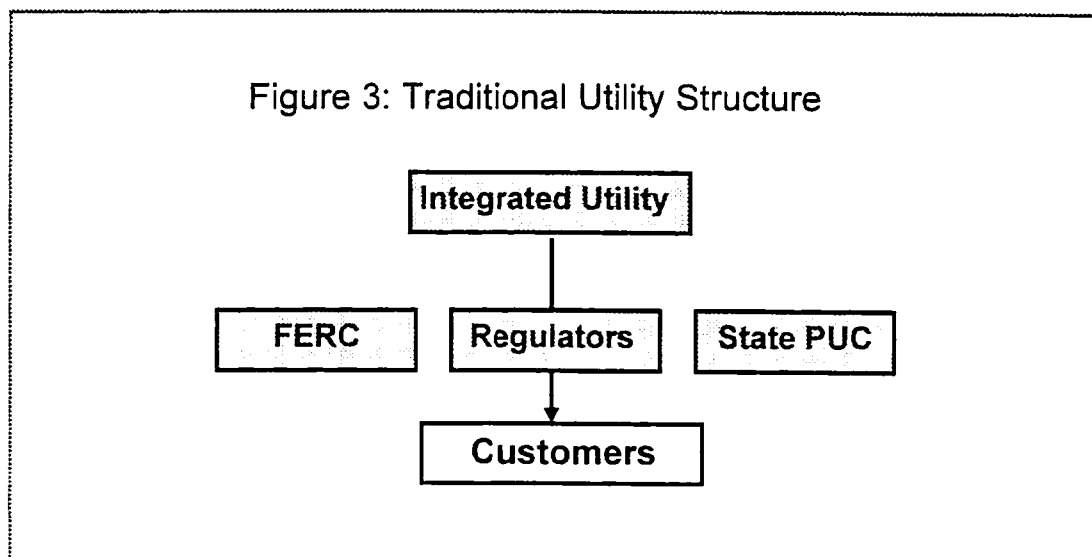 Figure 3: Traditional Utility Structure
Integrated Utility
FERC
Regulators
State PUC
Customers